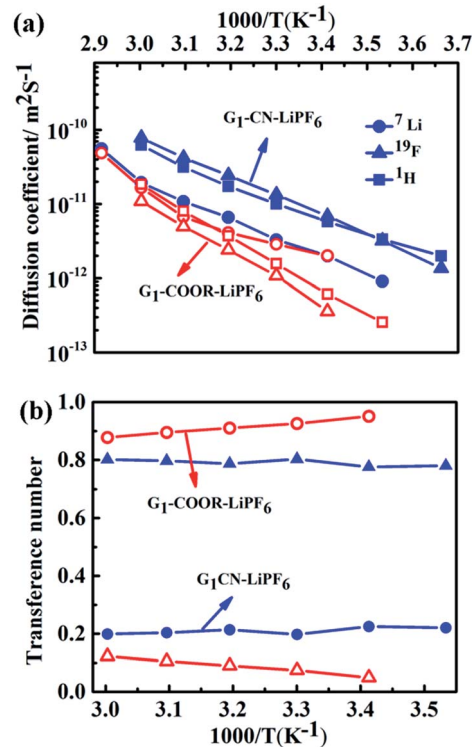 (a)
1000/T(K-1)
2.9 3.0 3.1 3.2 3.3 3.4 3.5 3.6 3.7
Diffusion coefficient/ m2S-1
10-10
10-11
10-12
10-13
G1-CN-LiPF6
7 Li
19F
1H
G1-COOR-LiPF6
(b)
Transference number
1.0
0.8
0.6
0.4
0.2
0.0
G1-COOR-LiPF6
G1CN-LiPF6
3.0 3.1 3.2 3.3 3.4 3.5
1000/T(K-1)